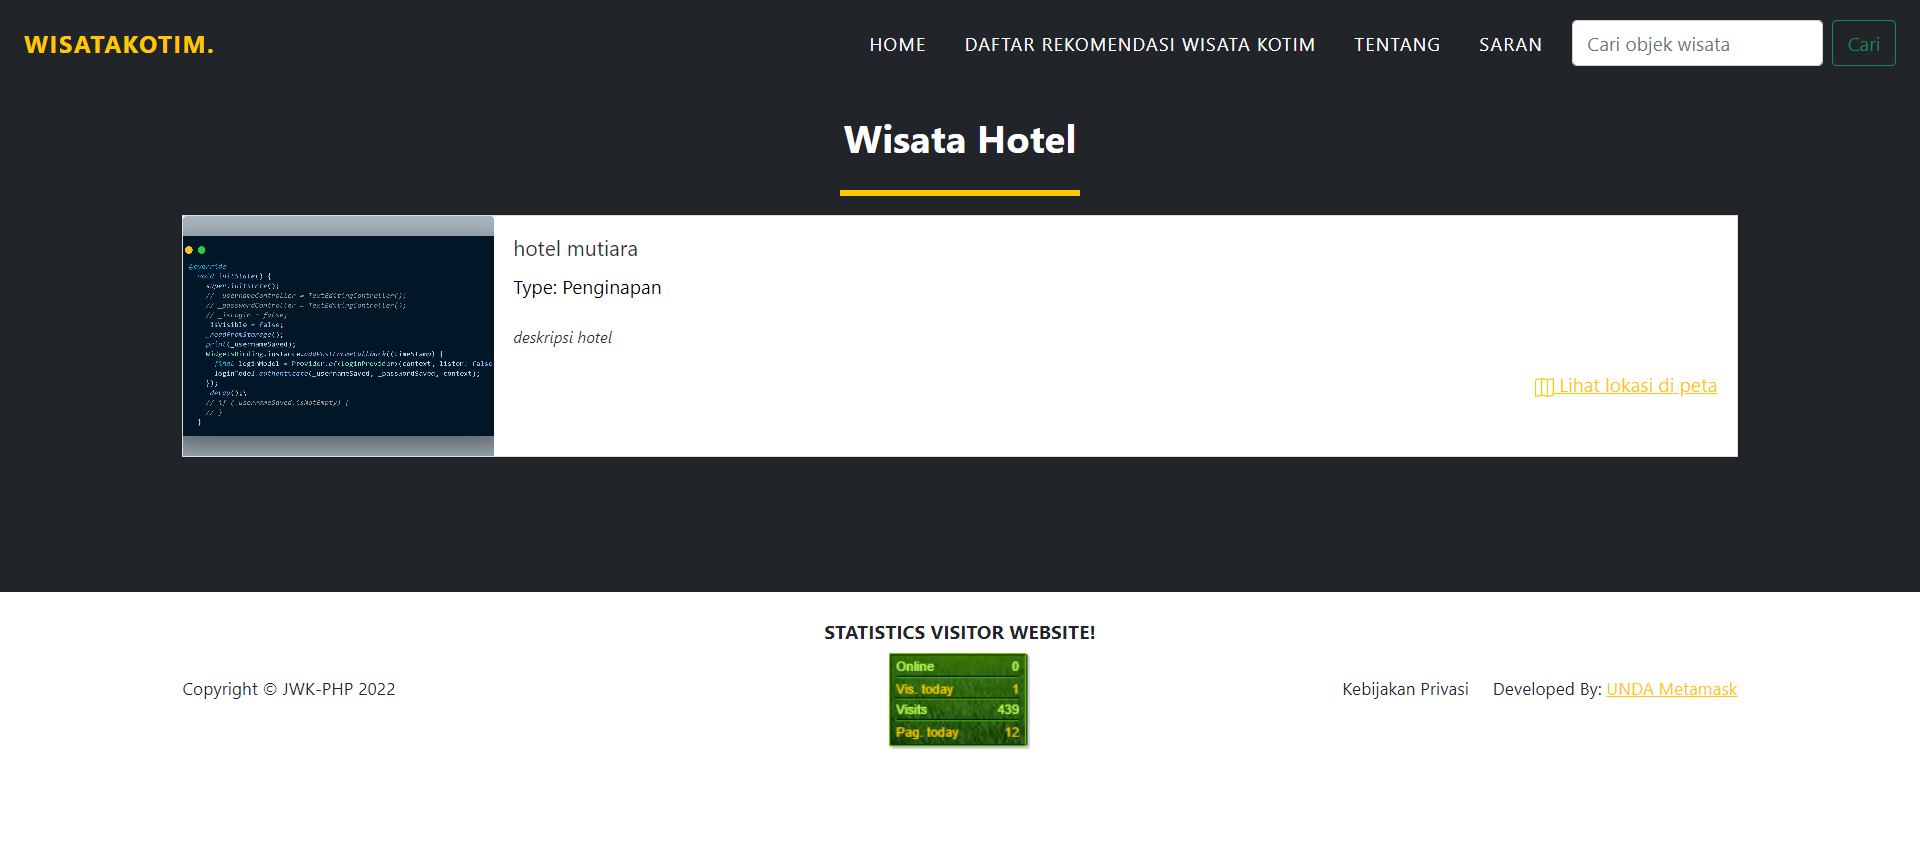 WISATAKOTIM.
HOME DAFTAR REKOMENDASI WISATA KOTIM TENTANG SARAN Cari objek wisata Cari
Wisata Hotel
@override
void initState() {
super.initState();
// _usernameController = TextEditingController();
// _passwordController = TextEditingController();
// _isLogin = false;
isVisible = false;
_readFromStorage();
print(_usernameSaved);
WidgetsBinding.instance.addPostFrameCallback((timeStamp) {
final loginModel = Provider.of<loginProvider>(context, listen: false
loginModel.authenticate(_usernameSaved, _passwordSaved, context);
});
// if (_usernameSaved.isNotEmpty) {
// }
}
hotel mutiara
Type: Penginapan
deskripsi hotel
Lihat lokasi di peta
STATISTICS VISITOR WEBSITE!
Online 0
Vis. today 1
Visits 439
Pag. today 12
Copyright © JWK-PHP 2022
Kebijakan Privasi Developed By: UNDA Metamask